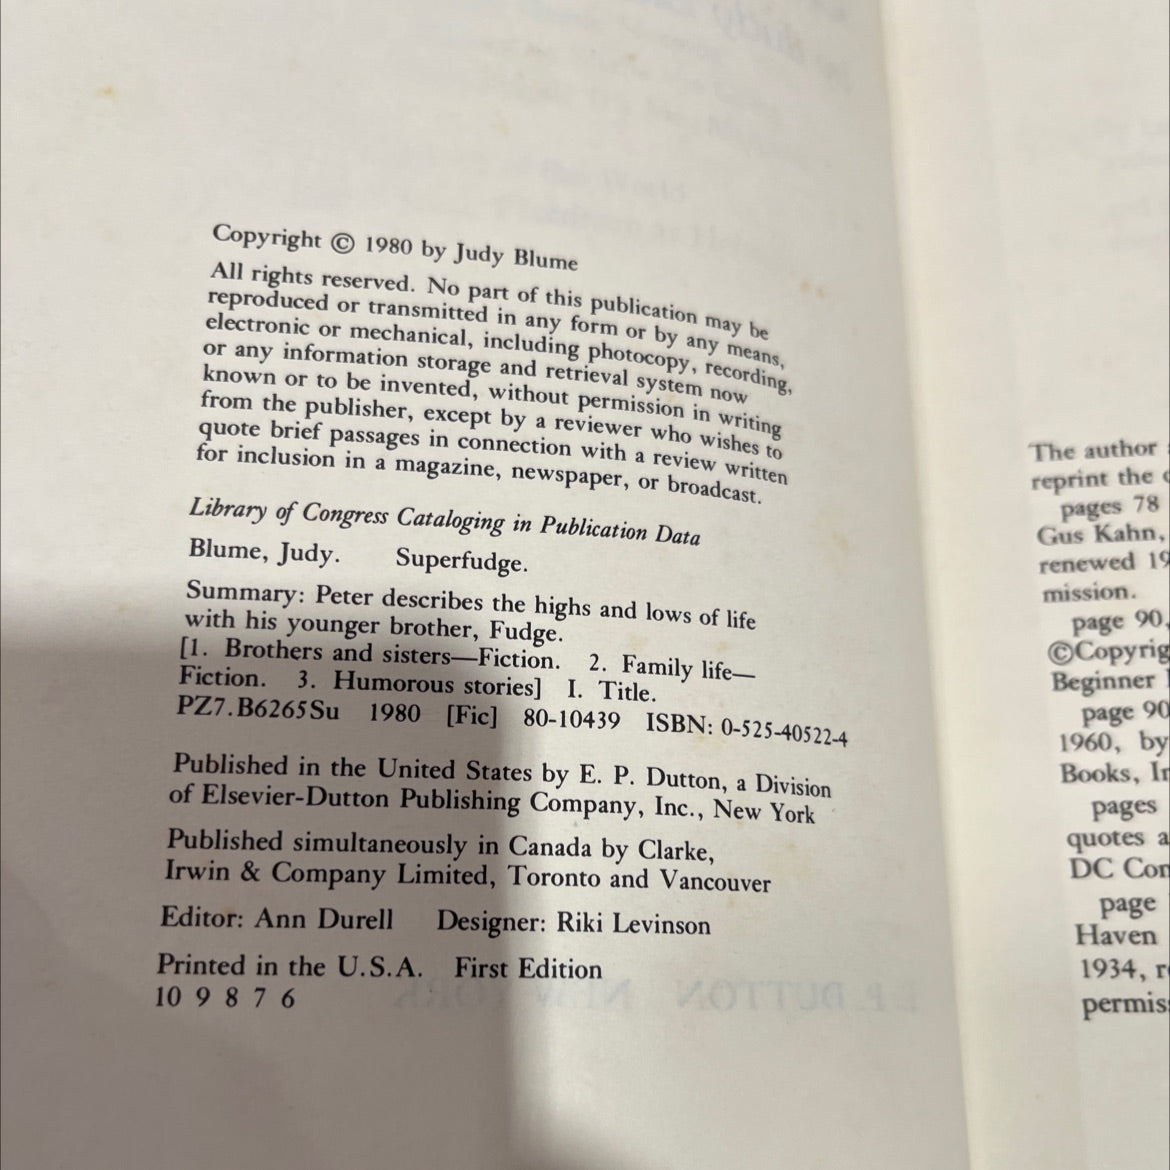 Copyright © 1980 by Judy Blume
All rights reserved. No part of this publication may be
reproduced or transmitted in any form or by any means,
electronic or mechanical, including photocopy, recording,
or any information storage and retrieval system now
known or to be invented, without permission in writing
from the publisher, except by a reviewer who wishes to
quote brief passages in connection with a review written
for inclusion in a magazine, newspaper, or broadcast.
Library of Congress Cataloging in Publication Data
Blume, Judy. Superfudge.
Summary: Peter describes the highs and lows of life
with his younger brother, Fudge.
[1. Brothers and sisters—Fiction. 2. Family life—
Fiction. 3. Humorous stories] I. Title.
PZ7.B6265Su 1980 [Fic] 80-10439 ISBN: 0-525-40522-4
Published in the United States by E. P. Dutton, a Division
of Elsevier-Dutton Publishing Company, Inc., New York
Published simultaneously in Canada by Clarke,
Irwin & Company Limited, Toronto and Vancouver
Editor: Ann Durell Designer: Riki Levinson
Printed in the U.S.A. First Edition
10 9 8 7 6
The author
reprint the
pages 78
Gus Kahn,
renewed 19
mission.
page 90,
©Copyrig
Beginner
page 90
1960, by
Books, In
pages
quotes a
DC Com
page
Haven
1934, r
permis